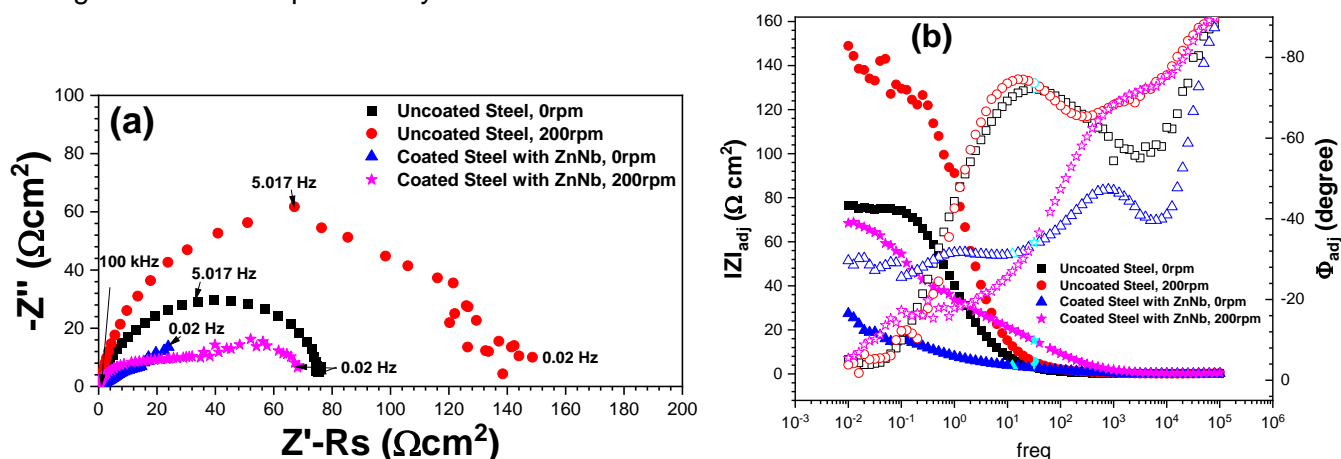 (a)
Uncoated Steel, 0rpm
Uncoated Steel, 200rpm
Coated Steel with ZnNb, 0rpm
Coated Steel with ZnNb, 200rpm
5.017 Hz
100 kHz
5.017 Hz
0.02 Hz
0.02 Hz
0.02 Hz
100
80
60
40
20
0
-Z" (Ωcm2)
0 20 40 60 80 100 120 140 160 180 200
Z'-Rs (Ωcm2)
(b)
160
140
120
100
80
60
40
20
0
IZIadj (Ω cm2)
-80
-60
-40
-20
0
Φadj (degree)
Uncoated Steel, 0rpm
Uncoated Steel, 200rpm
Coated Steel with ZnNb, 0rpm
Coated Steel with ZnNb, 200rpm
10-3 10-2 10-1 100 101 102 103 104 105 106
freq